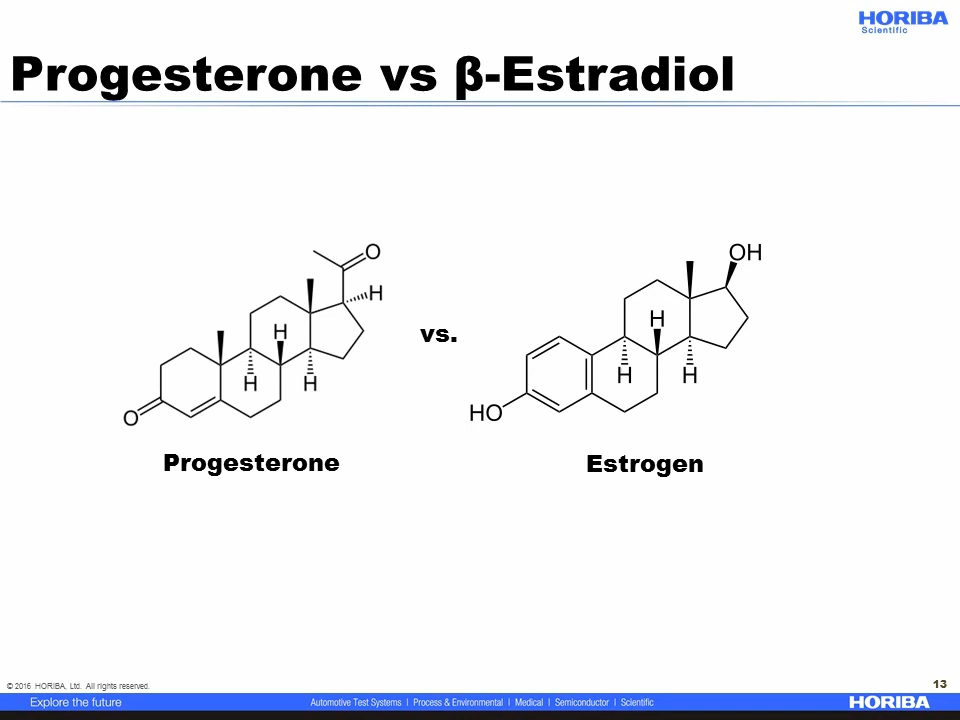 HORIBA
Scientific
Progesterone vs β-Estradiol
O
H
H
H
H
O
Progesterone
vs.
OH
H
H
H
HO
Estrogen
© 2016 HORIBA, Ltd. All rights reserved.
13
Explore the future
Automotive Test Systems | Process & Environmental | Medical | Semiconductor | Scientific
HORIBA